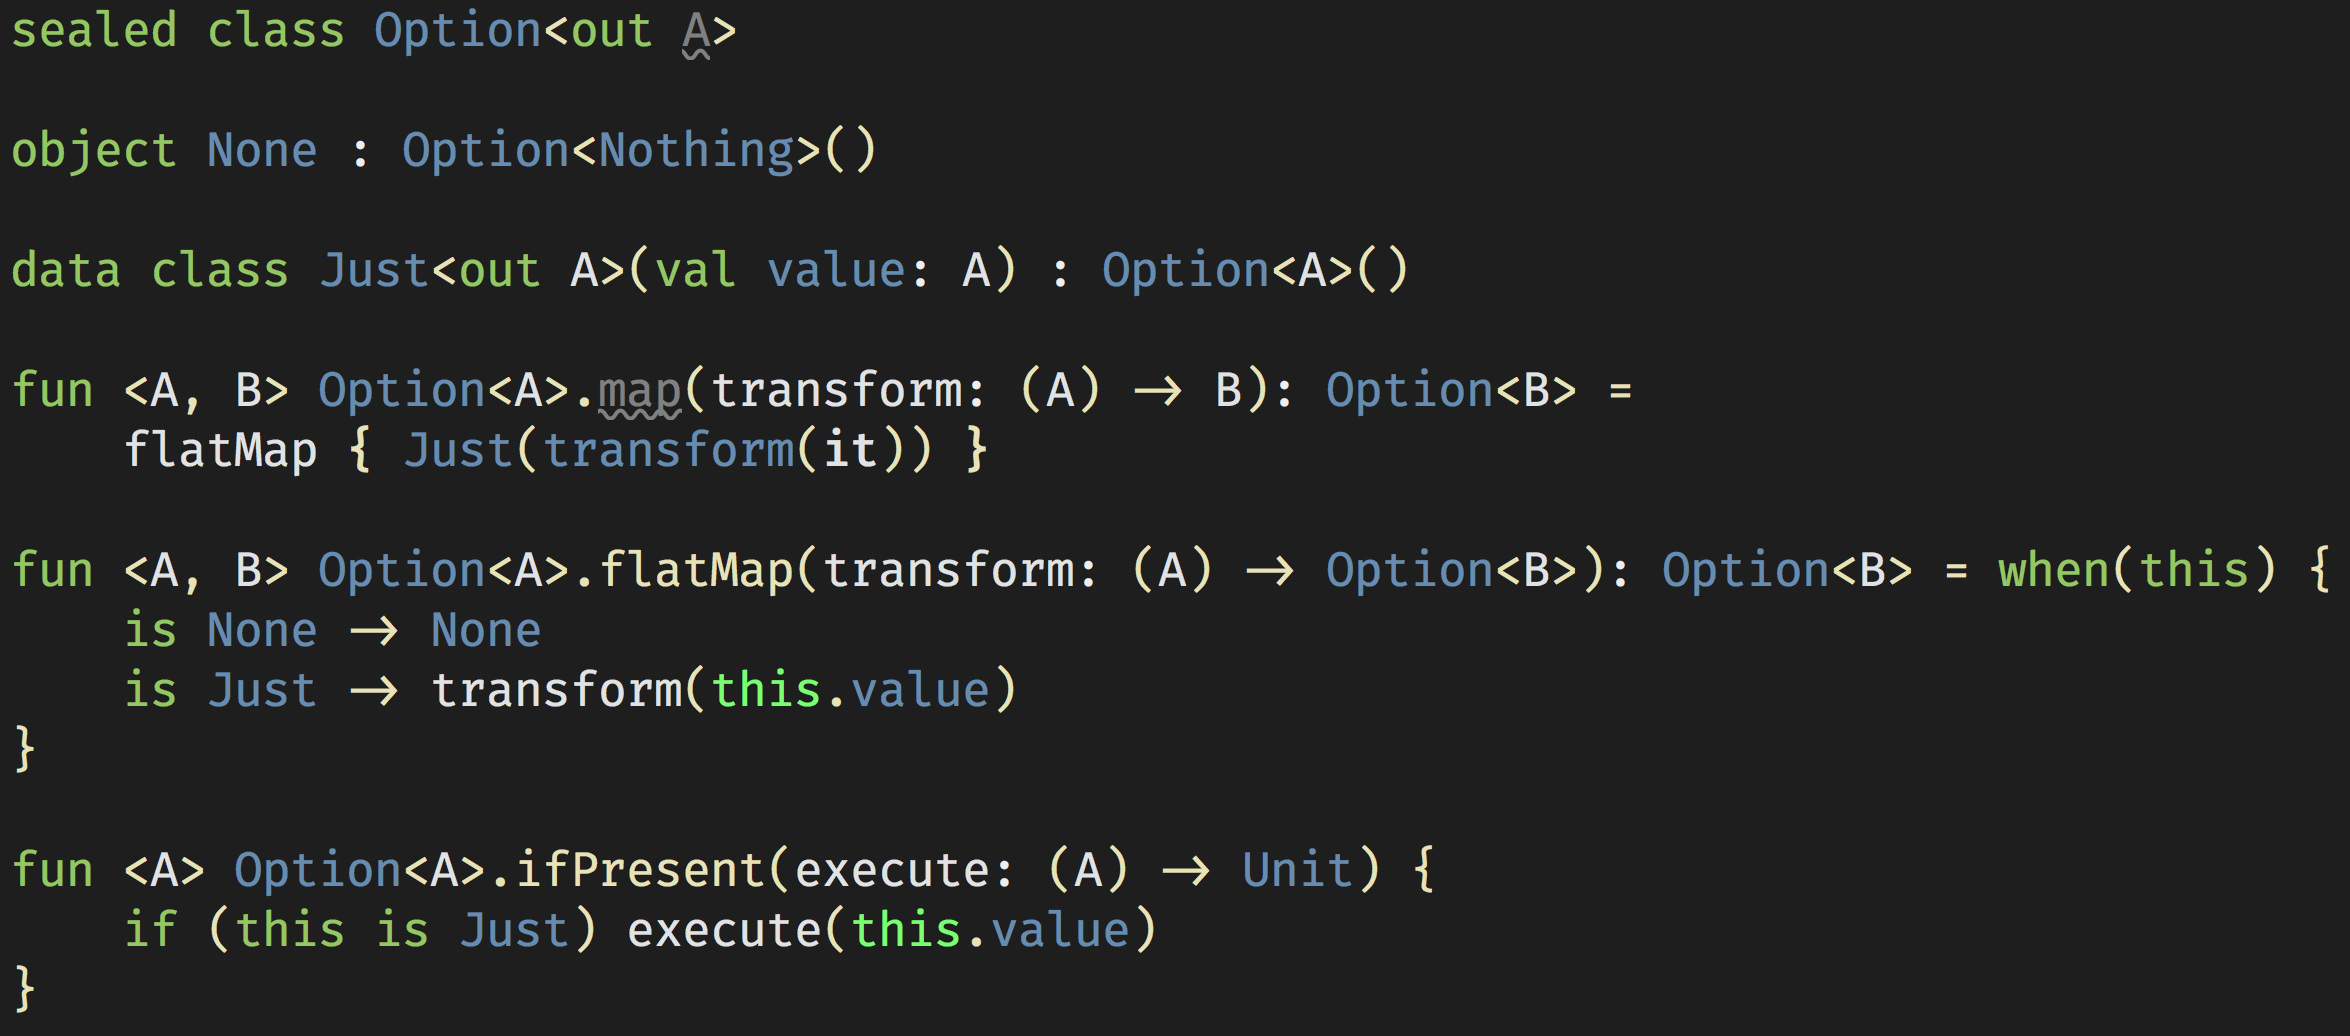 sealed class Option<out A>
object None : Option<Nothing>()
data class Just<out A>(val value: A) : Option<A>()
fun <A, B> Option<A>.map(transform: (A) → B): Option<B> =
    flatMap { Just(transform(it)) }
fun <A, B> Option<A>.flatMap(transform: (A) → Option<B>): Option<B> = when(this) {
    is None → None
    is Just → transform(this.value)
}
fun <A> Option<A>.ifPresent(execute: (A) → Unit) {
    if (this is Just) execute(this.value)
}